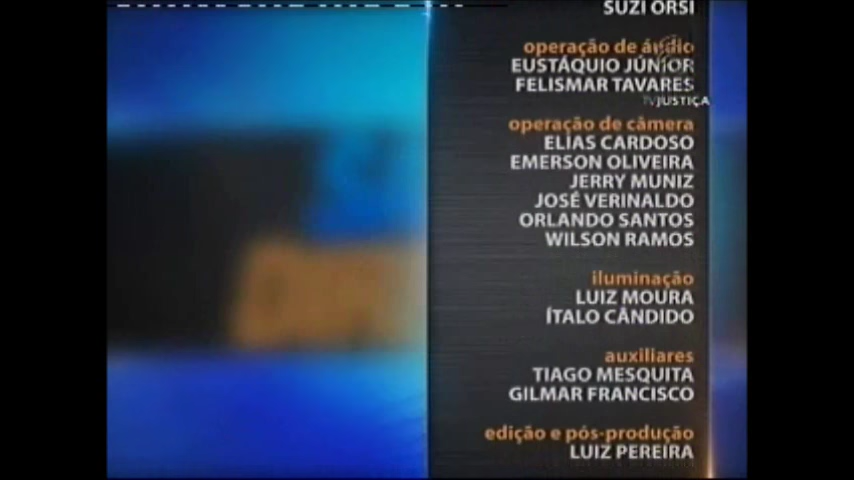 SUZI ORSI
operação de áudio
EUSTÁQUIO JÚNIOR
FELISMAR TAVARES
TVJUSTIÇA
operação de câmera
ELIAS CARDOSO
EMERSON OLIVEIRA
JERRY MUNIZ
JOSÉ VERINALDO
ORLANDO SANTOS
WILSON RAMOS
iluminação
LUIZ MOURA
ÍTALO CÂNDIDO
auxiliares
TIAGO MESQUITA
GILMAR FRANCISCO
edição e pós-produção
LUIZ PEREIRA